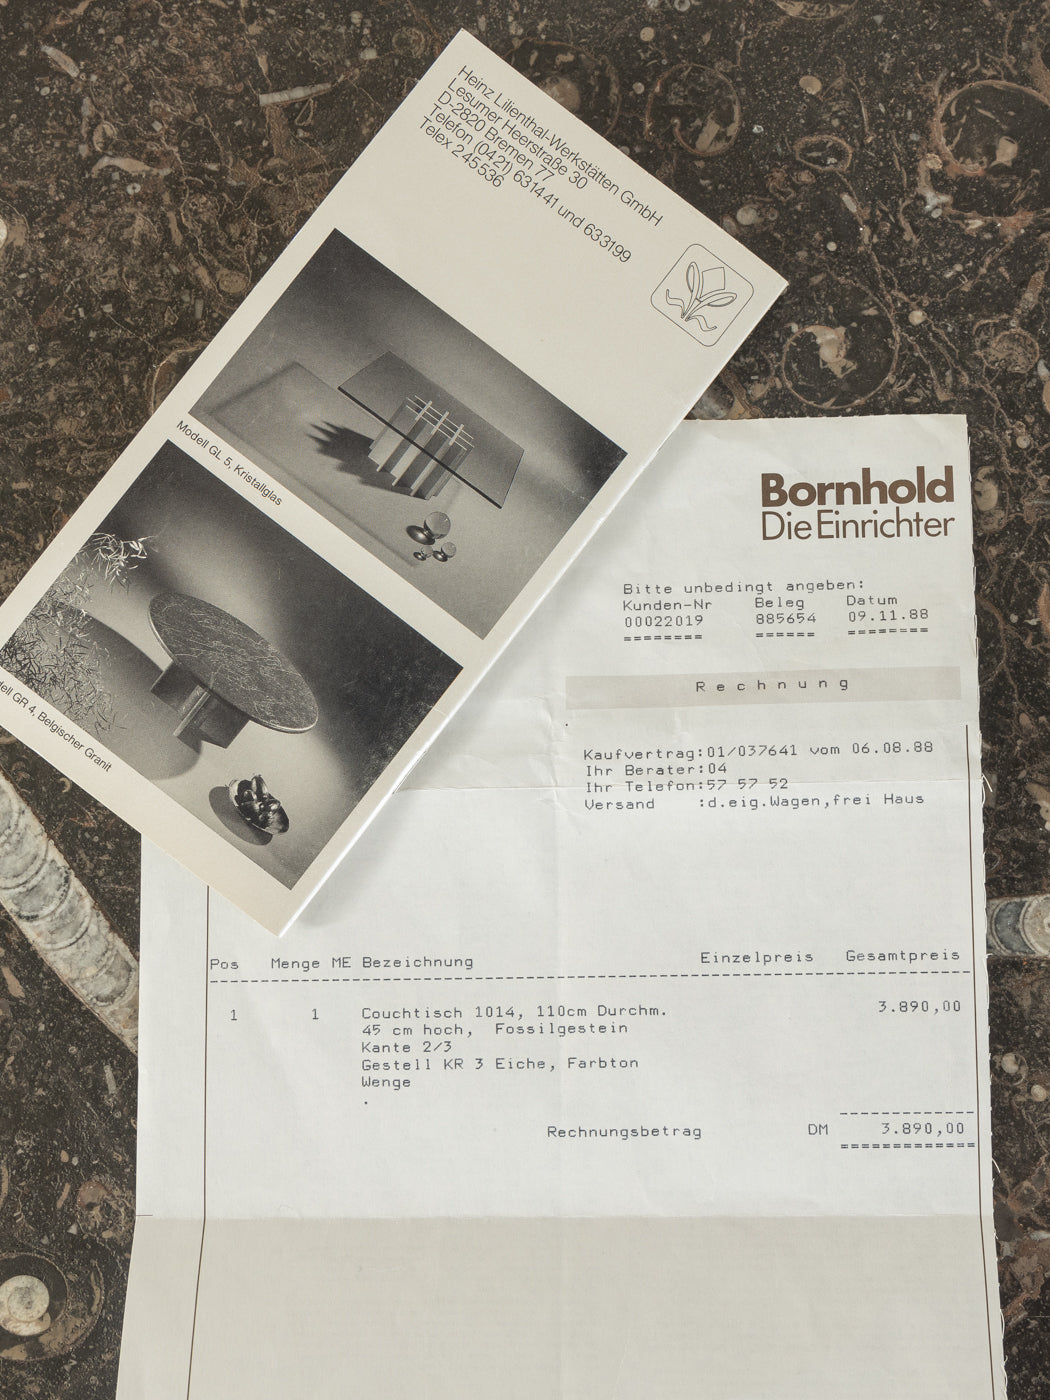 Heinz Lilienthal-Werkstätten GmbH
Lesumer Heerstraße 30
D-2820 Bremen 77
Telefon (0421) 631441 und 633199
Telex 245536
Modell GL 5, Kristallglas
GR 4, Belgischer Granit
Bornhold
Die Einrichter
Bitte unbedingt angeben:
Kunden-Nr Beleg Datum
00022019 885654 09.11.88
======== ====== ========
Rechnung
Kaufvertrag:01/037641 vom 06.08.88
Ihr Berater:04
Ihr Telefon:57 57 52
Versand :d.eig.Wagen,frei Haus
Pos Menge ME Bezeichnung Einzelpreis Gesamtpreis
1 1 Couchtisch 1014, 110cm Durchm. 3.890,00
45 cm hoch, Fossilgestein
Kante 2/3
Gestell KR 3 Eiche, Farbton
Wenge
.
Rechnungsbetrag DM 3.890,00